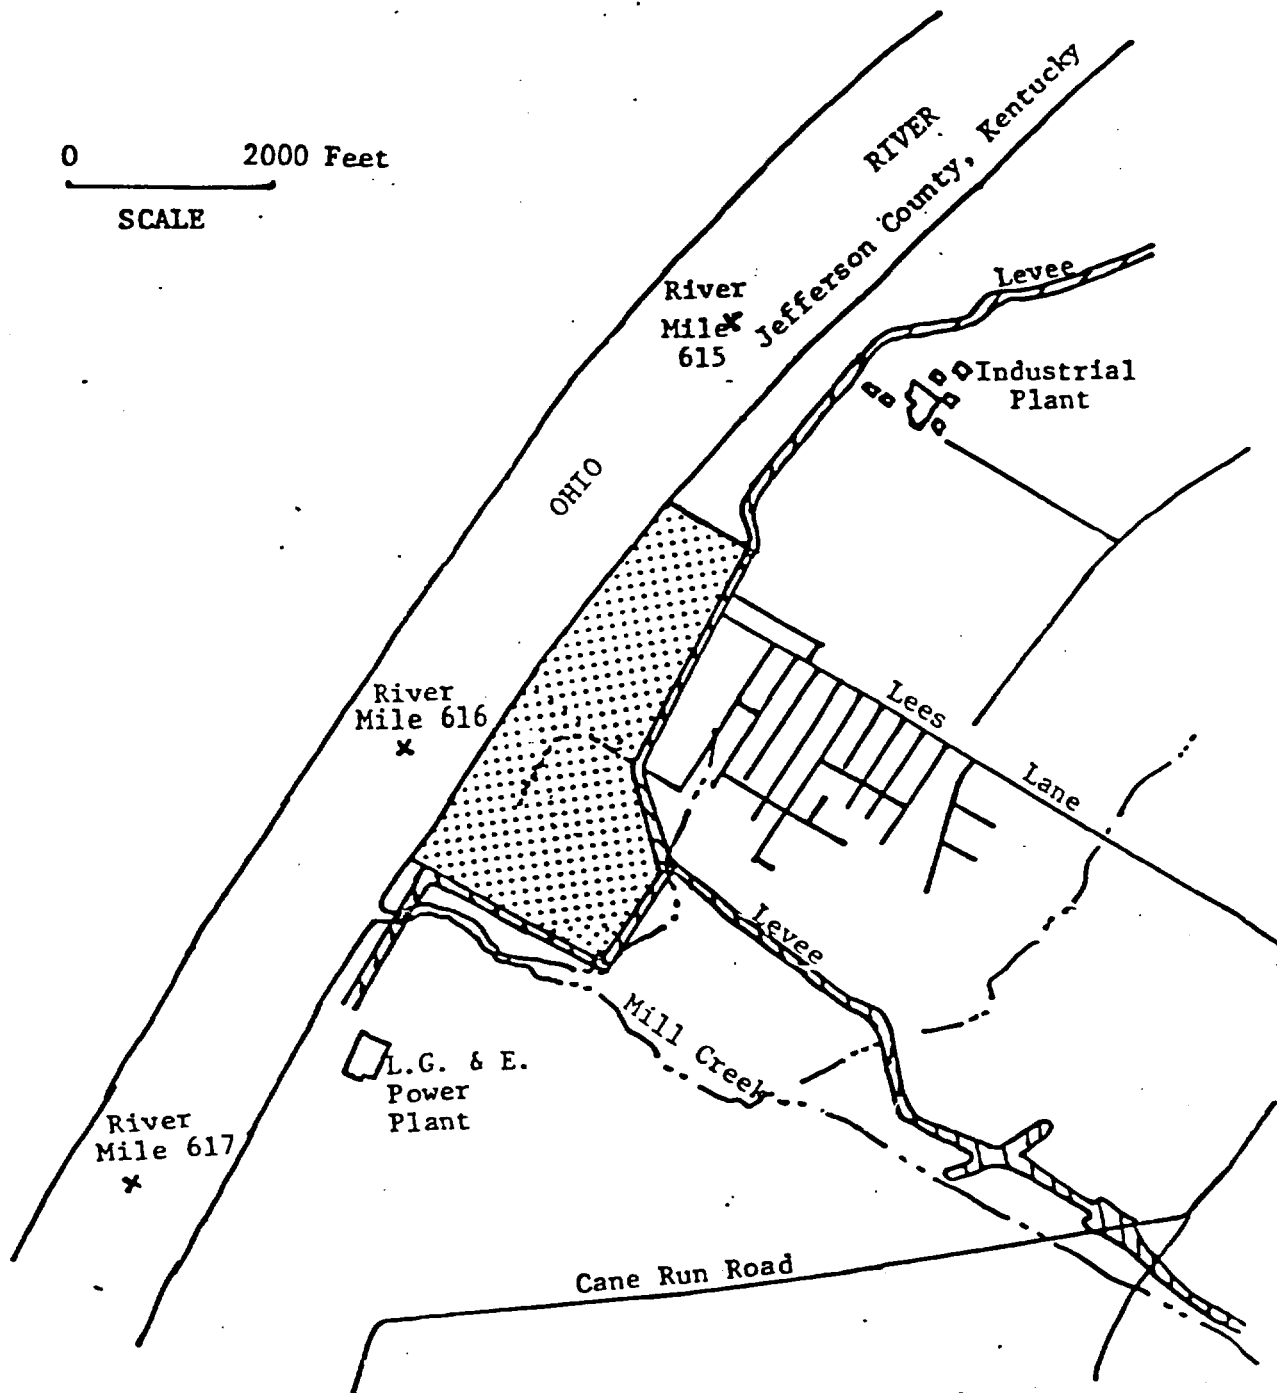 0 2000 Feet
SCALE
RIVER
Jefferson County, Kentucky
Levee
River
Mile
615
Industrial
Plant
OHIO
River
Mile 616
Lees
Lane
Levee
Mill Creek
L.G. & E.
Power
Plant
River
Mile 617
Cane Run Road